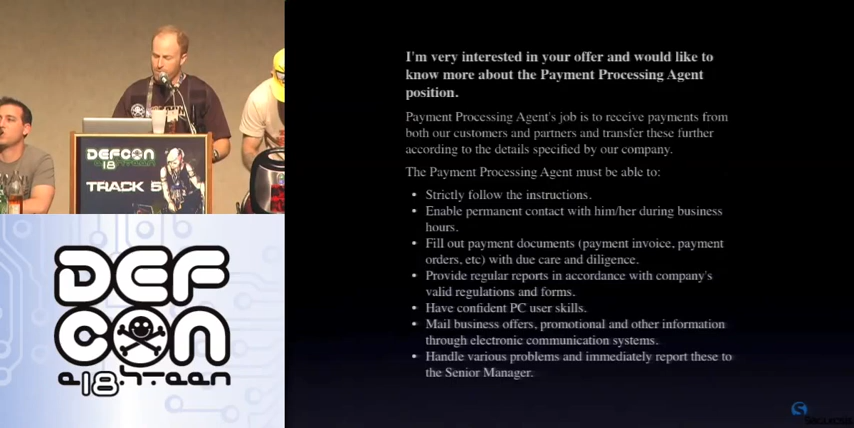 DEFCON
18
TRACK 5
DEF
CON
e18hteen
I'm very interested in your offer and would like to
know more about the Payment Processing Agent
position.
Payment Processing Agent's job is to receive payments from
both our customers and partners and transfer these further
according to the details specified by our company.
The Payment Processing Agent must be able to:
• Strictly follow the instructions.
• Enable permanent contact with him/her during business
hours.
• Fill out payment documents (payment invoice, payment
orders, etc) with due care and diligence.
• Provide regular reports in accordance with company's
valid regulations and forms.
• Have confident PC user skills.
• Mail business offers, promotional and other information
through electronic communication systems.
• Handle various problems and immediately report these to
the Senior Manager.